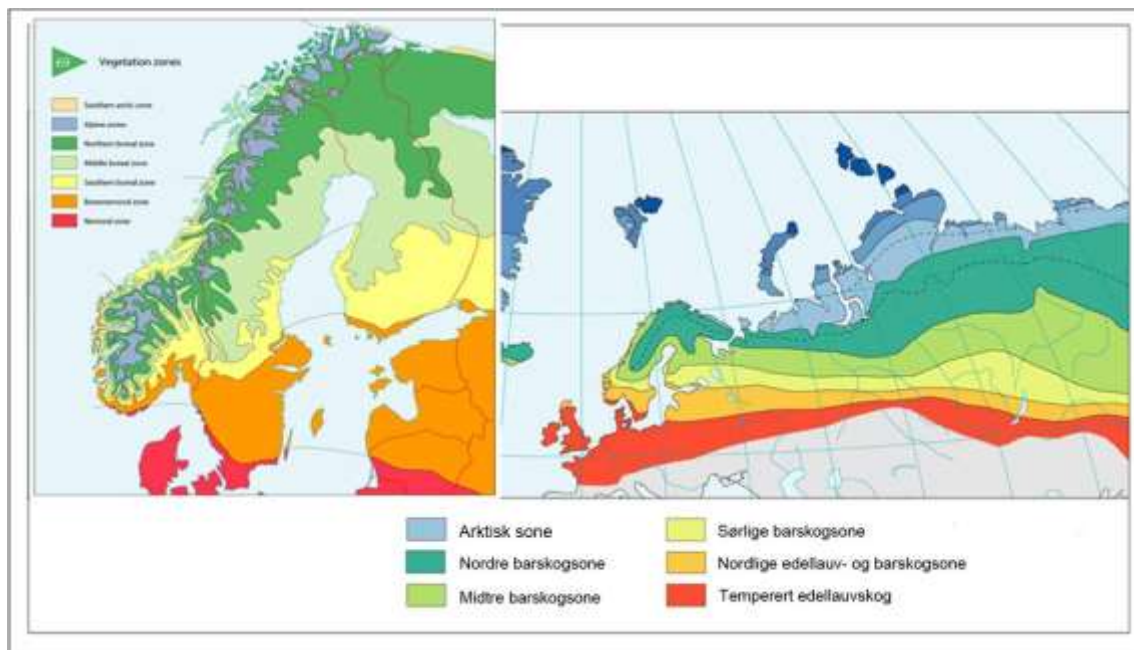 Vegetation zones
Southern arctic zone
Alpine zones
Northern boreal zone
Middle boreal zone
Southern boreal zone
Boreonemoral zone
Nemoral zone
Arktisk sone
Nordre barskogsone
Midtre barskogsone
Sørlige barskogsone
Nordlige edellauv- og barskogsone
Temperert edellauvskog